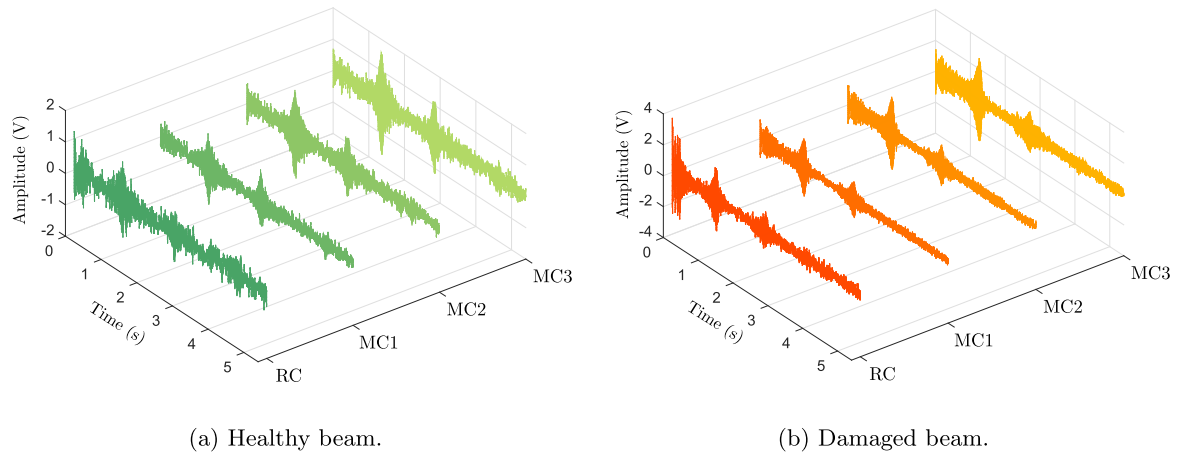 2
1
0
-1
-2
Amplitude (V)
0
1
2
3
4
5
Time (s)
RC
MC1
MC2
MC3
(a) Healthy beam.
4
2
0
-2
-4
Amplitude (V)
0
1
2
3
4
5
Time (s)
RC
MC1
MC2
MC3
(b) Damaged beam.